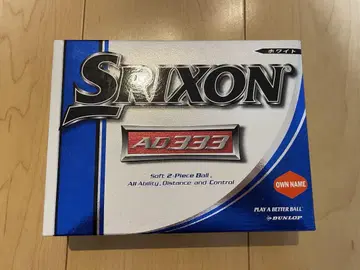 ホワイト
SRIXON
AD333
Soft 2-Piece Ball,
All-Ability, Distance and Control
OWN NAME
PLAY A BETTER BALL
DUNLOP